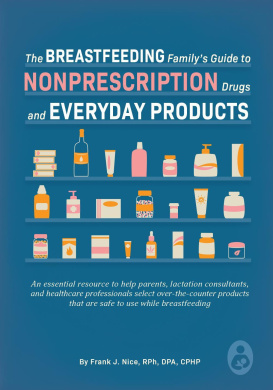 The BREASTFEEDING Family's Guide to
NONPRESCRIPTION Drugs
and EVERYDAY PRODUCTS
An essential resource to help parents, lactation consultants,
and healthcare professionals select over-the-counter products
that are safe to use while breastfeeding
By Frank J. Nice, RPh, DPA, CPHP